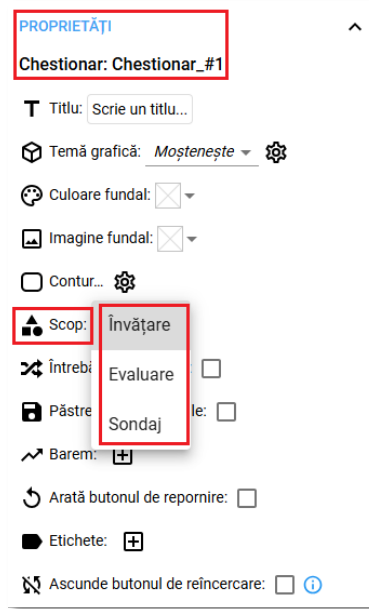 PROPRIETĂȚI
Chestionar: Chestionar_#1
Titlu: Scrie un titlu...
Temă grafică: Moștenește
Culoare fundal:
Imagine fundal:
Contur...
Scop:
Învățare
Evaluare
Sondaj
Întreb
:
Păstre
le:
Barem:
Arată butonul de repornire:
Etichete:
Ascunde butonul de reîncercare: